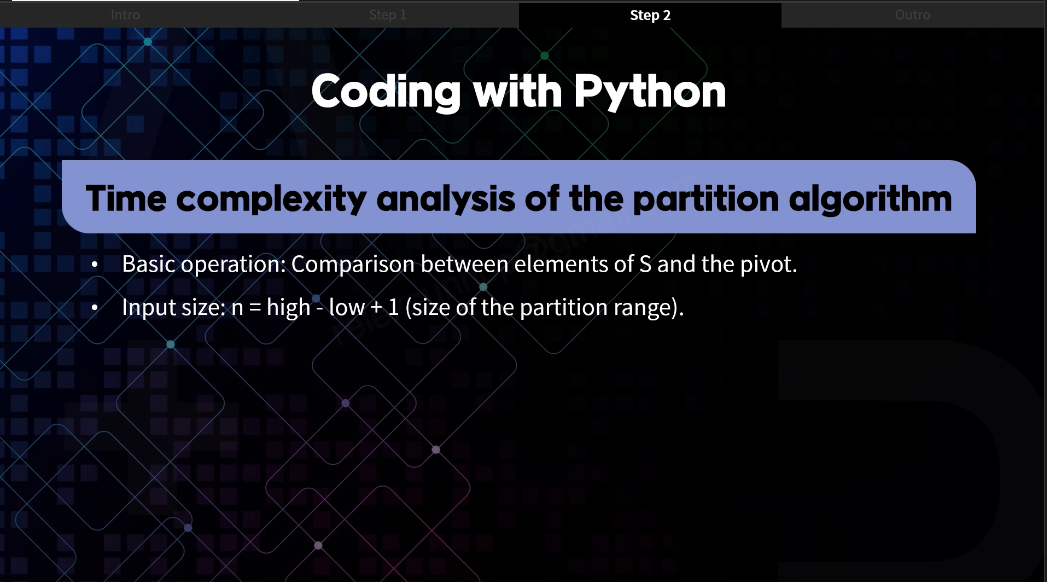 Intro
Step 1
Step 2
Outro
Coding with Python
Time complexity analysis of the partition algorithm
• Basic operation: Comparison between elements of S and the pivot.
• Input size: n = high - low + 1 (size of the partition range).